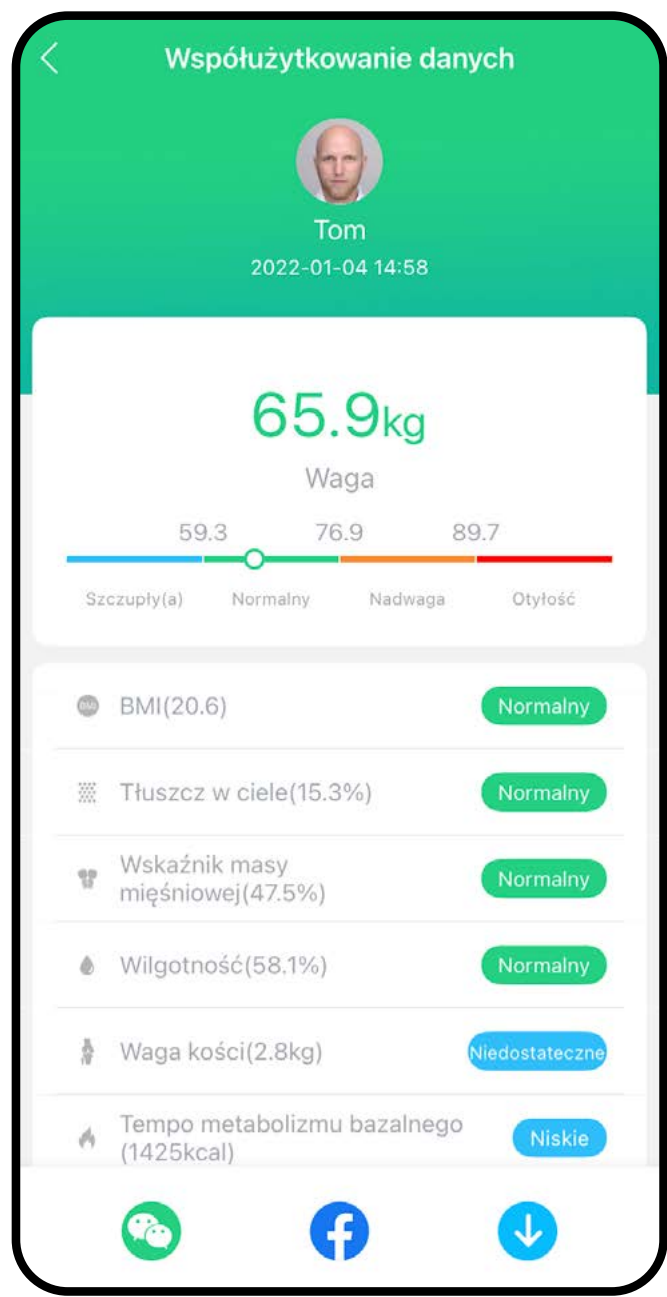 Współużytkowanie danych
Tom
2022-01-04 14:58
65.9kg
Waga
59.3 76.9 89.7
Szczupły(a) Normalny Nadwaga Otyłość
BMI(20.6) Normalny
Tłuszcz w ciele(15.3%) Normalny
Wskaźnik masy
mięśniowej(47.5%) Normalny
Wilgotność(58.1%) Normalny
Waga kości(2.8kg) Niedostateczne
Tempo metabolizmu bazalnego
(1425kcal) Niskie